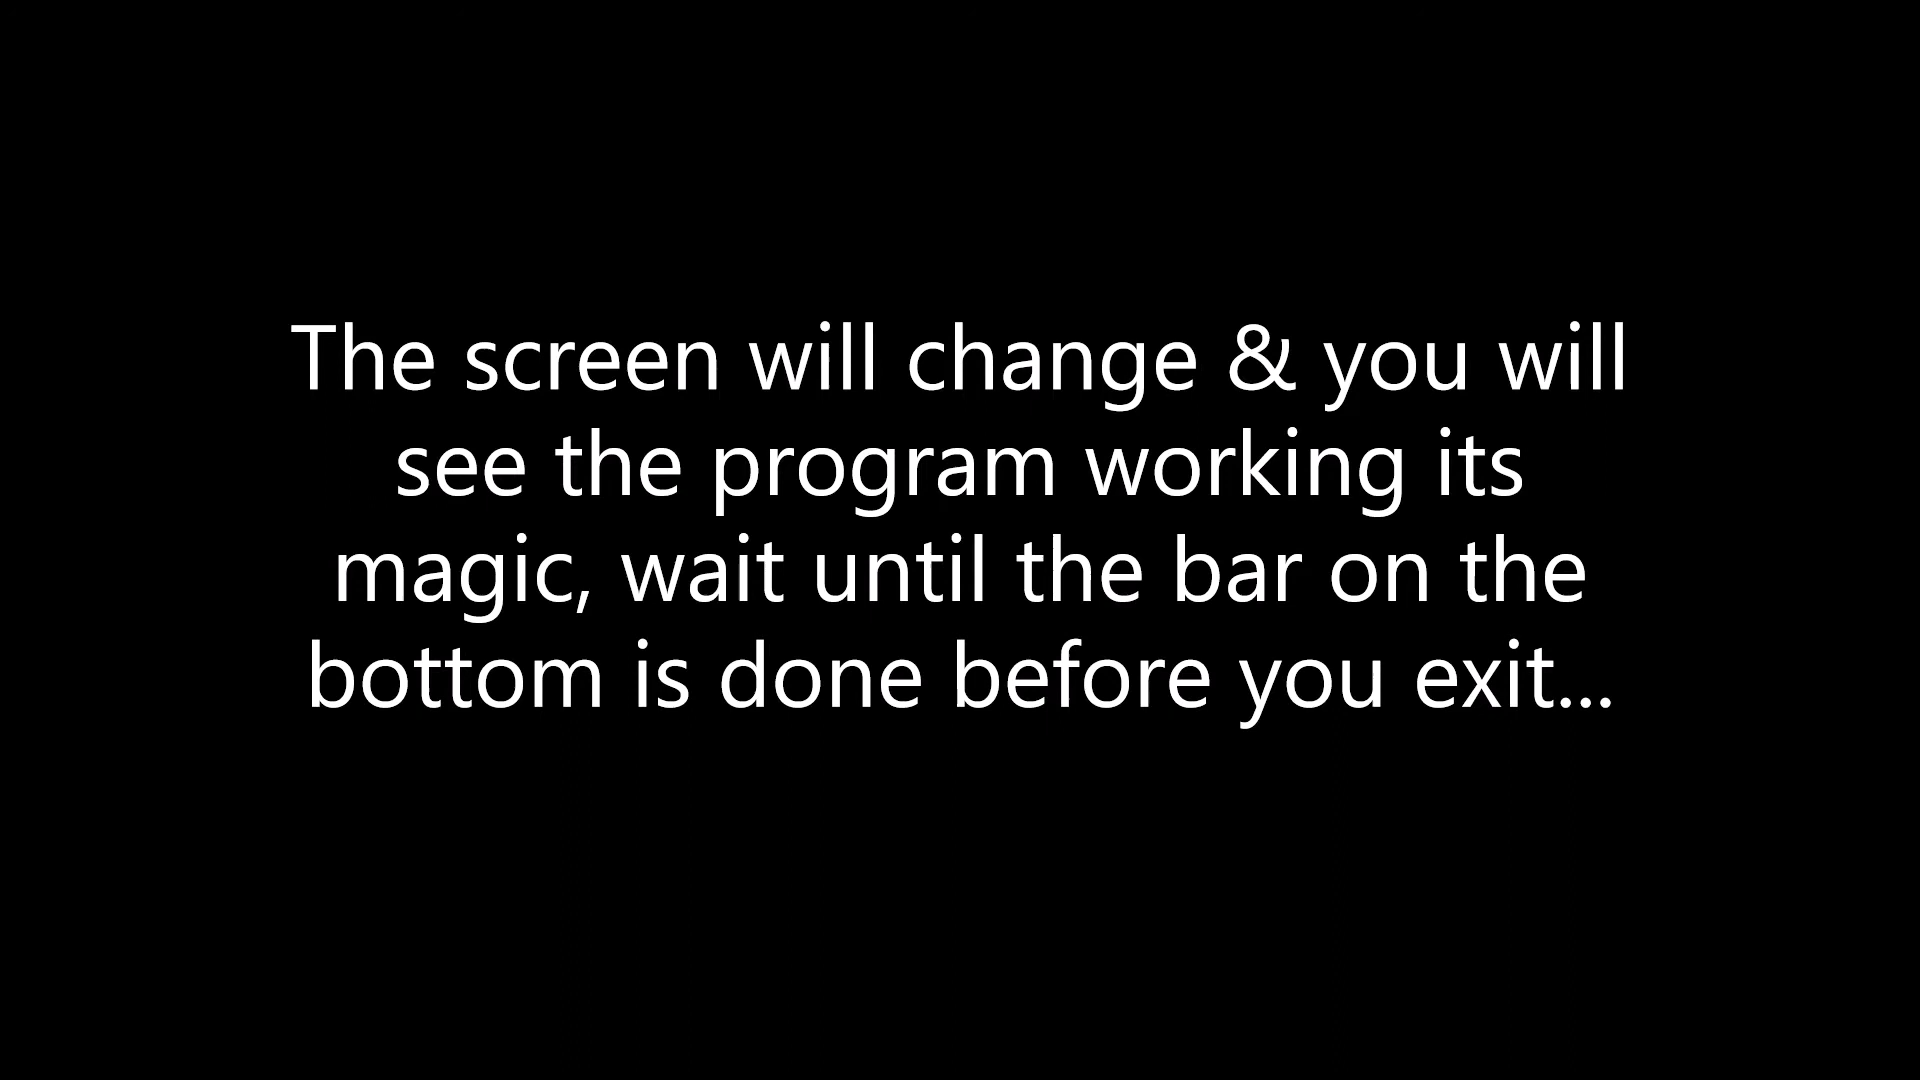 The screen will change & you will
see the program working its
magic, wait until the bar on the
bottom is done before you exit...